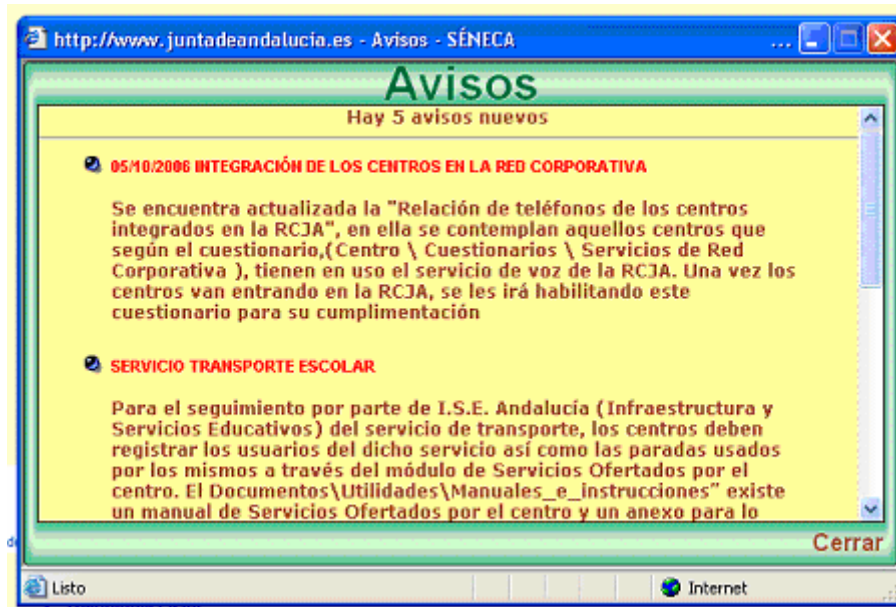 http://www.juntadeandalucia.es - Avisos - SÉNECA ...
Avisos
Hay 5 avisos nuevos
05/10/2006 INTEGRACIÓN DE LOS CENTROS EN LA RED CORPORATIVA
Se encuentra actualizada la "Relación de teléfonos de los centros
integrados en la RCJA", en ella se contemplan aquellos centros que
según el cuestionario,(Centro \ Cuestionarios \ Servicios de Red
Corporativa ), tienen en uso el servicio de voz de la RCJA. Una vez los
centros van entrando en la RCJA, se les irá habilitando este
cuestionario para su cumplimentación
SERVICIO TRANSPORTE ESCOLAR
Para el seguimiento por parte de I.S.E. Andalucía (Infraestructura y
Servicios Educativos) del servicio de transporte, los centros deben
registrar los usuarios del dicho servicio así como las paradas usados
por los mismos a través del módulo de Servicios Ofertados por el
centro. El Documentos\Utilidades\Manuales_e_instrucciones" existe
un manual de Servicios Ofertados por el centro y un anexo para lo
Cerrar
Listo
Internet